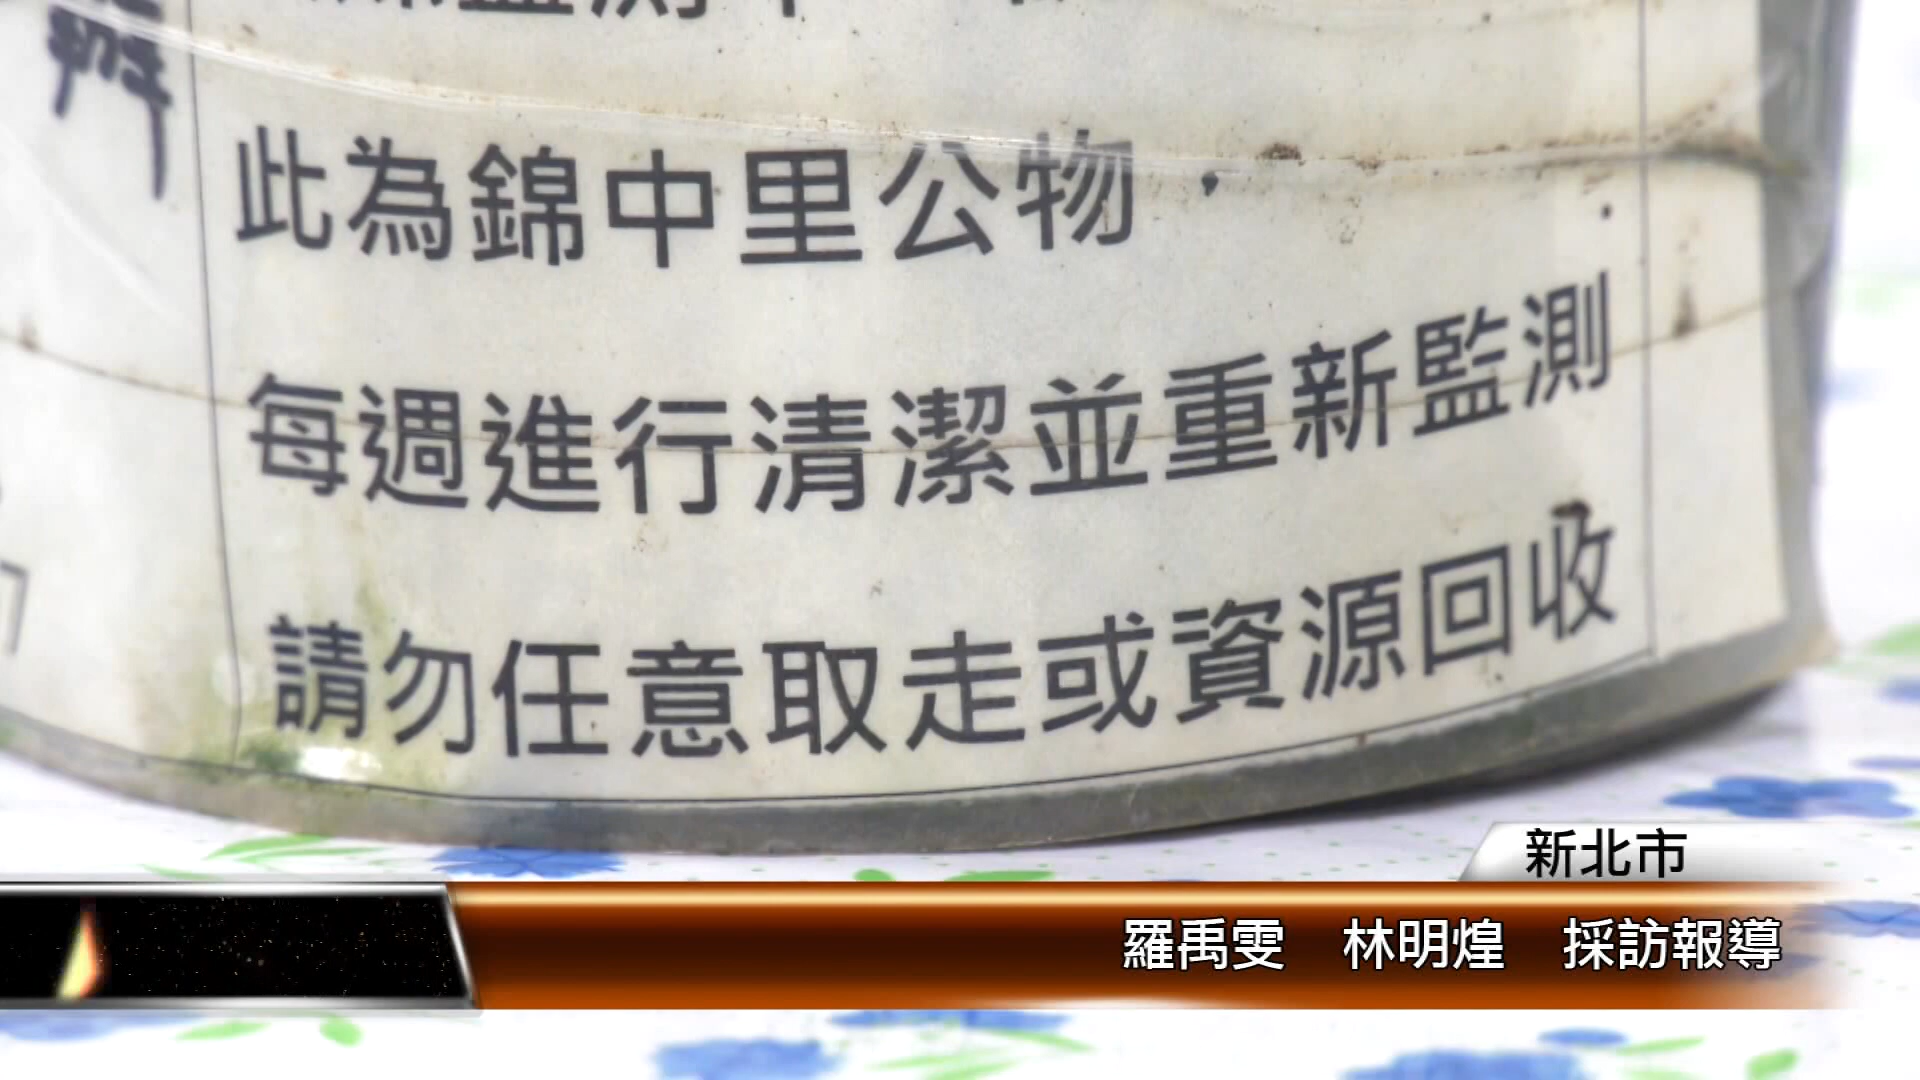 此為錦中里公物，
每週進行清潔並重新監測
請勿任意取走或資源回收
新北市
羅禹雯 林明煌 採訪報導